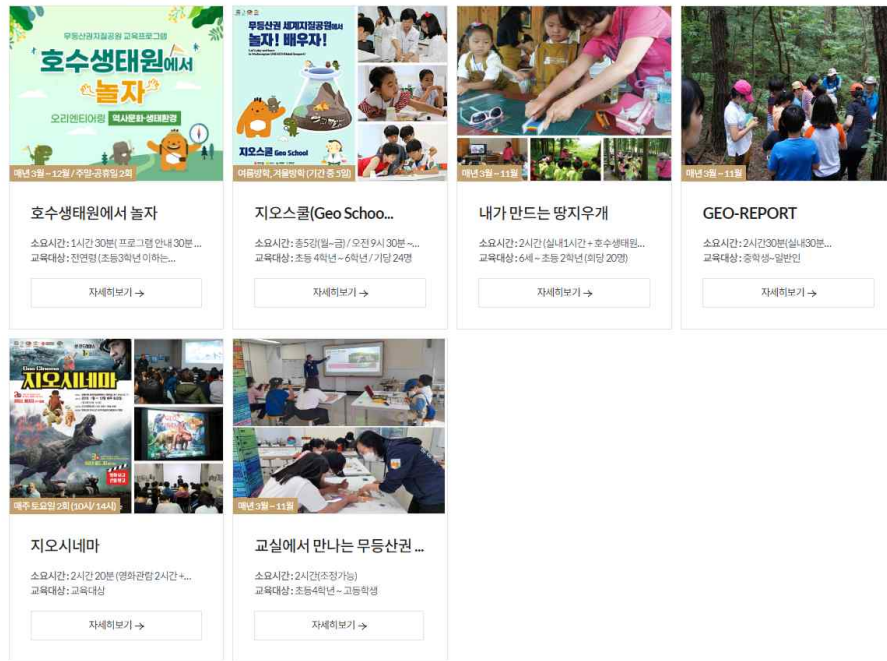 무등산권지질공원 교육프로그램
호수생태원에서
놀자
오리엔티어링 역사문화·생태환경
매년 3월 ~ 12월 / 주말·공휴일 2회
호수생태원에서 놀자
소요시간 : 1시간 30분( 프로그램 안내 30분 ...
교육대상 : 전연령 (초등3학년 이하는...
자세히보기 →
무등산권 세계지질공원에서
놀자! 배우자!
지오스쿨 Geo School
여름방학, 겨울방학 (기간 중 5일)
지오스쿨(Geo Schoo...
소요시간 : 총5강(월~금) / 오전 9시 30분 ~...
교육대상 : 초등 4학년 ~ 6학년 / 기당 24명
자세히보기 →
매년 3월 ~ 11월
내가 만드는 땅지우개
소요시간 : 2시간 (실내1시간 + 호수생태원...
교육대상 : 6세 ~ 초등 2학년 (회당 20명)
자세히보기 →
매년 3월 ~ 11월
GEO-REPORT
소요시간 : 2시간30분(실내30분...
교육대상 : 중학생~일반인
자세히보기 →
Geo Cinema
지오시네마
매주 토요일 2회 (10시/ 14시)
지오시네마
소요시간 : 2시간 20분 (영화관람 2시간 +...
교육대상 : 교육대상
자세히보기 →
매년 3월 ~ 11월
교실에서 만나는 무등산권 ...
소요시간 : 2시간(조정가능)
교육대상 : 초등4학년 ~ 고등학생
자세히보기 →